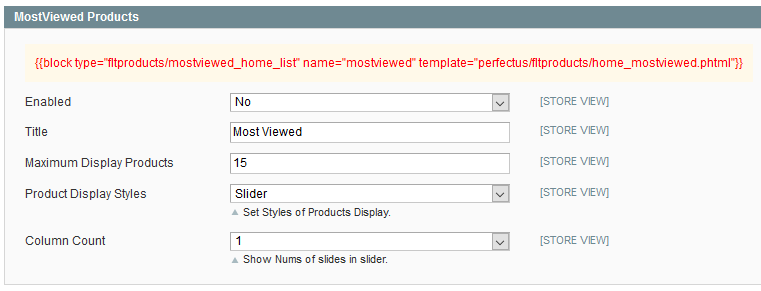 MostViewed Products
{{block type="fltproducts/mostviewed_home_list" name="mostviewed" template="perfectus/fltproducts/home_mostviewed.phtml"}}
Enabled No [STORE VIEW]
Title Most Viewed [STORE VIEW]
Maximum Display Products 15 [STORE VIEW]
Product Display Styles Slider [STORE VIEW]
Set Styles of Products Display.
Column Count 1 [STORE VIEW]
Show Nums of slides in slider.